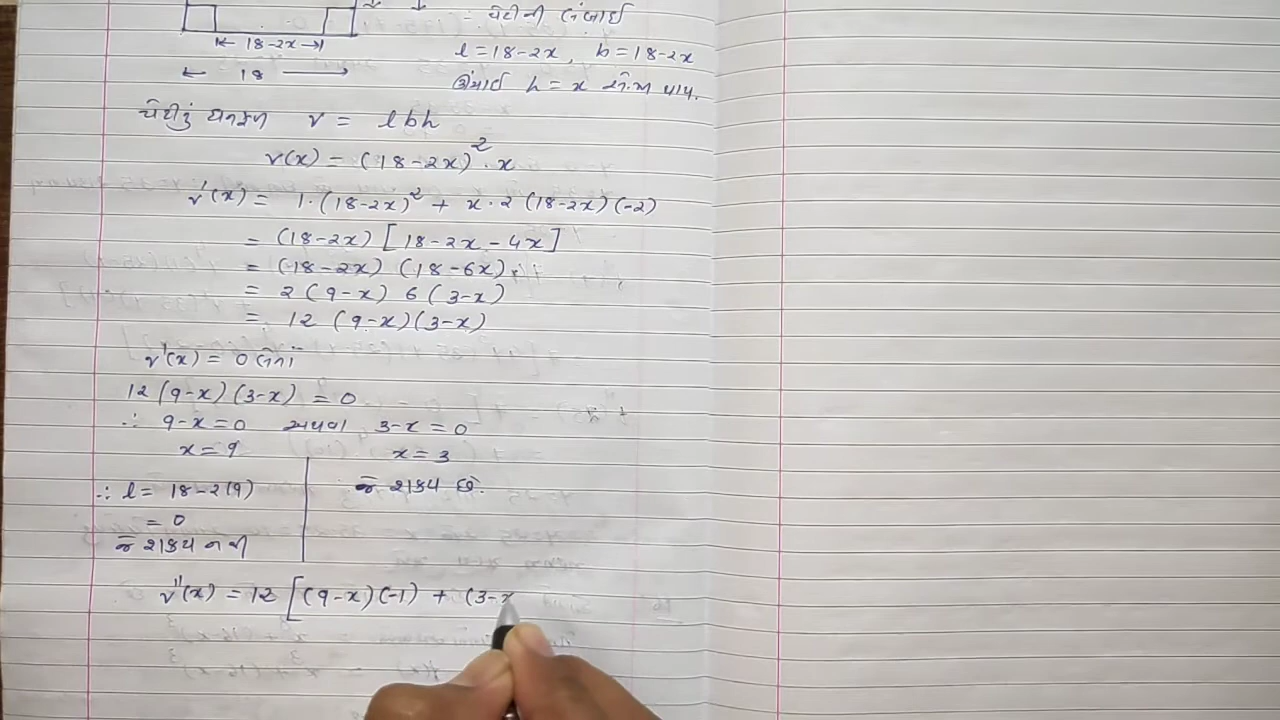 ∴ પેટીની લંબાઈ
18-2x
l = 18-2x, b = 18-2x
18
ઊંચાઈ h = x સે.મી થાય.
પેટીનું ઘનફળ v = lbh
v(x) = (18-2x)² · x
v'(x) = 1·(18-2x)² + x·2 (18-2x)(-2)
= (18-2x) [18-2x - 4x]
= (18-2x) (18-6x)
= 2(9-x) 6(3-x)
= 12 (9-x)(3-x)
v'(x) = 0 લેતાં
12 (9-x)(3-x) = 0
∴ 9-x = 0 અથવા 3-x = 0
x = 9 x = 3
∴ l = 18-2(9) જે શક્ય છે.
= 0
જે શક્ય નથી
v''(x) = 12 [(9-x)(-1) + (3-x